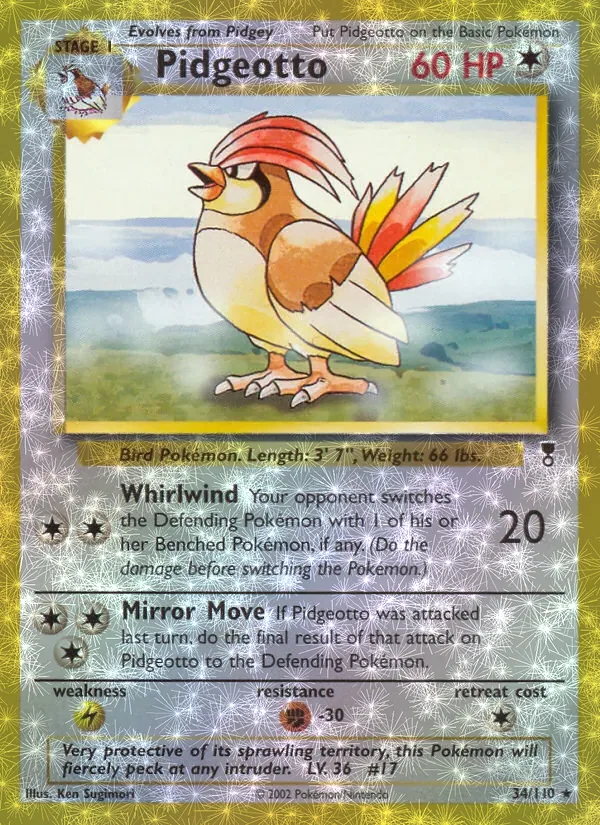 Evolves from Pidgey Put Pidgeotto on the Basic Pokémon
STAGE 1
Pidgeotto 60 HP
Bird Pokémon. Length: 3' 7", Weight: 66 lbs.
Whirlwind Your opponent switches
the Defending Pokémon with 1 of his or
her Benched Pokémon, if any. (Do the
damage before switching the Pokémon.)
20
Mirror Move If Pidgeotto was attacked
last turn, do the final result of that attack on
Pidgeotto to the Defending Pokémon.
weakness resistance retreat cost
-30
Very protective of its sprawling territory, this Pokémon will
fiercely peck at any intruder. LV. 36 #17
Illus. Ken Sugimori © 2002 Pokémon/Nintendo 34/110 ★